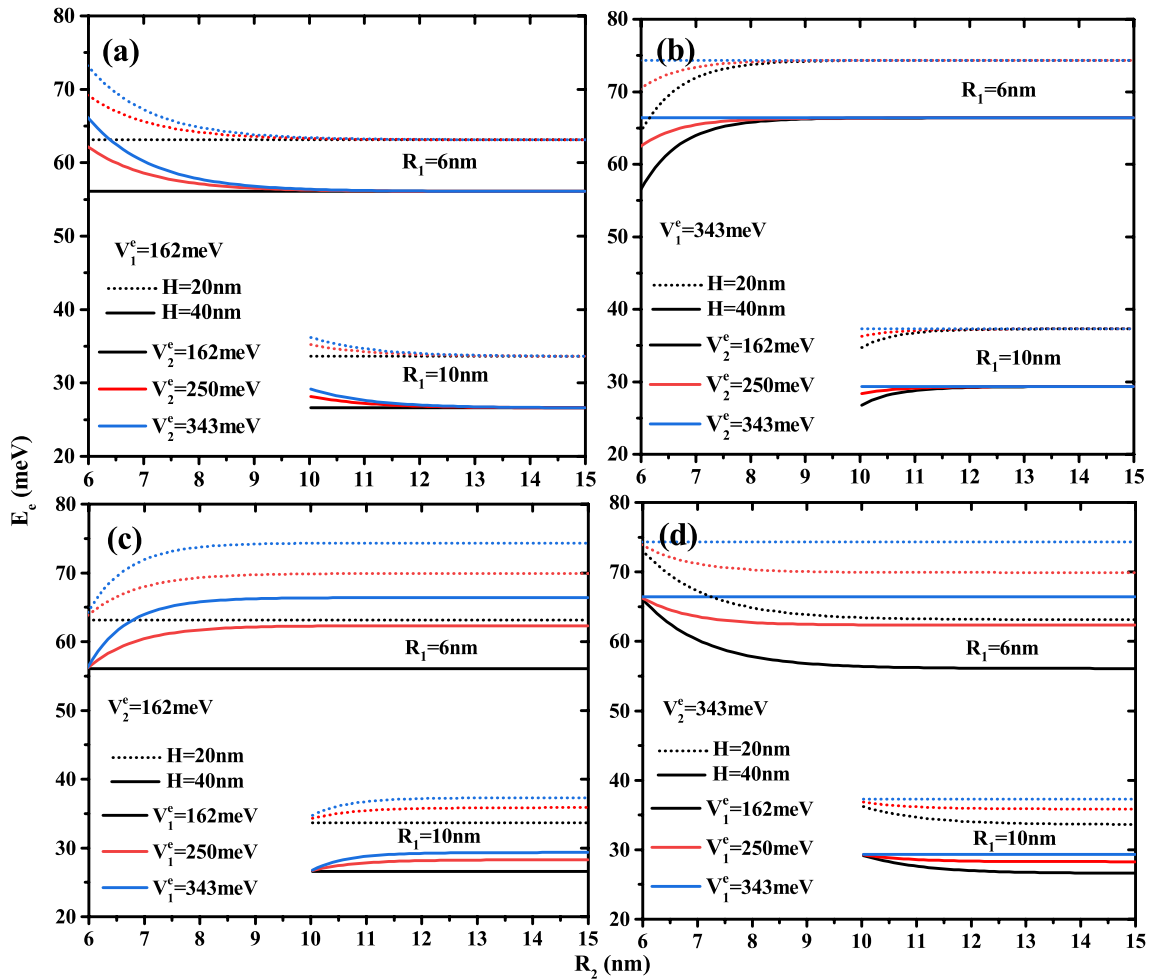 (a)
80
70
60
50
40
30
20
R₁=6nm
V₁ᵉ=162meV
H=20nm
H=40nm
V₂ᵉ=162meV
V₂ᵉ=250meV
V₂ᵉ=343meV
R₁=10nm
6 7 8 9 10 11 12 13 14 15
(b)
80
70
60
50
40
30
20
R₁=6nm
V₁ᵉ=343meV
H=20nm
H=40nm
V₂ᵉ=162meV
V₂ᵉ=250meV
V₂ᵉ=343meV
R₁=10nm
6 7 8 9 10 11 12 13 14 15
Eₑ (meV)
(c)
80
70
60
50
40
30
20
R₁=6nm
V₂ᵉ=162meV
H=20nm
H=40nm
V₁ᵉ=162meV
V₁ᵉ=250meV
V₁ᵉ=343meV
R₁=10nm
6 7 8 9 10 11 12 13 14 15
(d)
80
70
60
50
40
30
20
R₁=6nm
V₂ᵉ=343meV
H=20nm
H=40nm
V₁ᵉ=162meV
V₁ᵉ=250meV
V₁ᵉ=343meV
R₁=10nm
6 7 8 9 10 11 12 13 14 15
R₂ (nm)